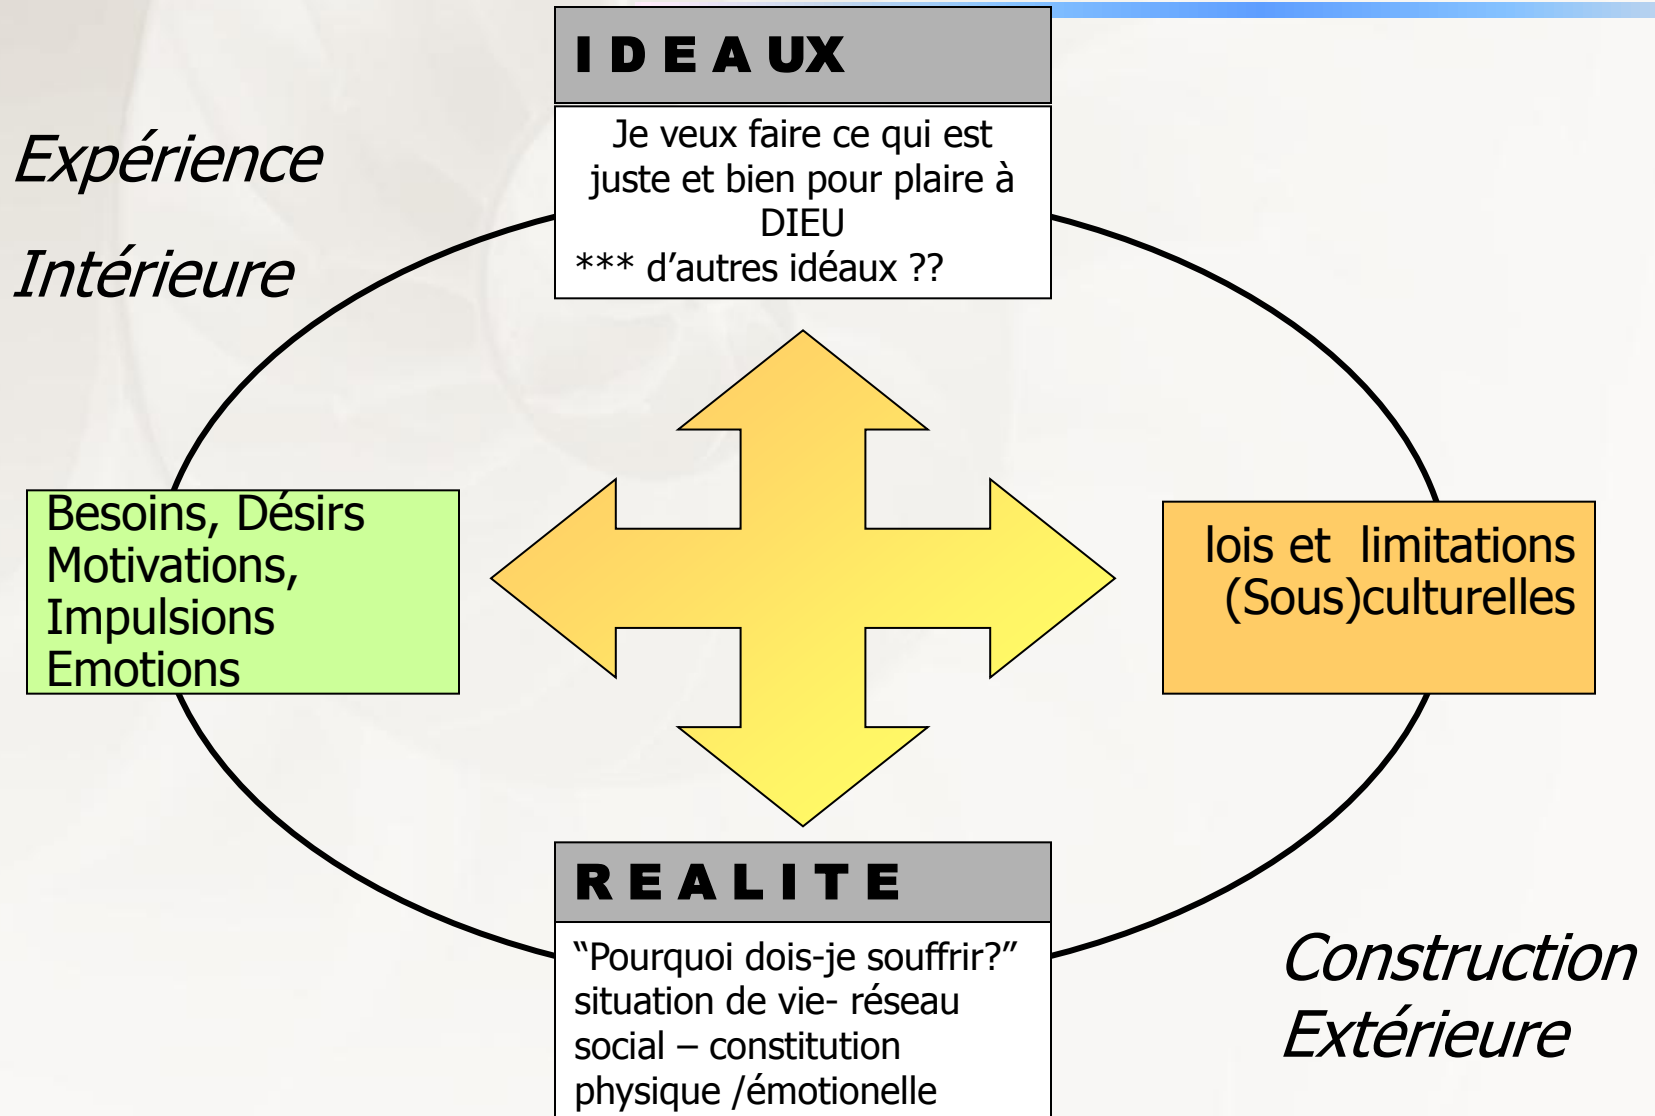 I D E A UX
Je veux faire ce qui est
juste et bien pour plaire à
DIEU
*** d’autres idéaux ??
Expérience
Intérieure
Besoins, Désirs
Motivations,
Impulsions
Emotions
lois et  limitations
(Sous)culturelles
R E A L I T E
“Pourquoi dois-je souffrir?”
situation de vie- réseau
social – constitution
physique /émotionelle
Construction
Extérieure